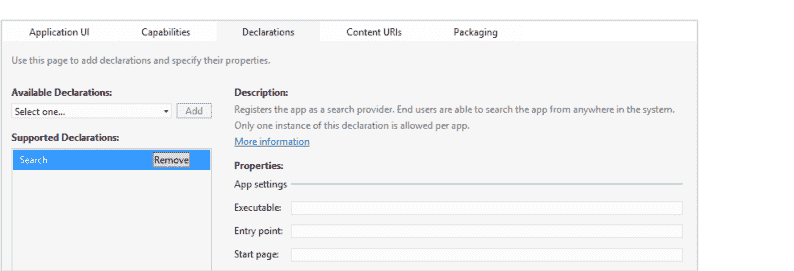 Application UI Capabilities Declarations Content URIs Packaging
Use this page to add declarations and specify their properties.
Available Declarations:
Select one...
Add
Supported Declarations:
Search
Remove
Description:
Registers the app as a search provider. End users are able to search the app from anywhere in the system.
Only one instance of this declaration is allowed per app.
More information
Properties:
App settings
Executable:
Entry point:
Start page: